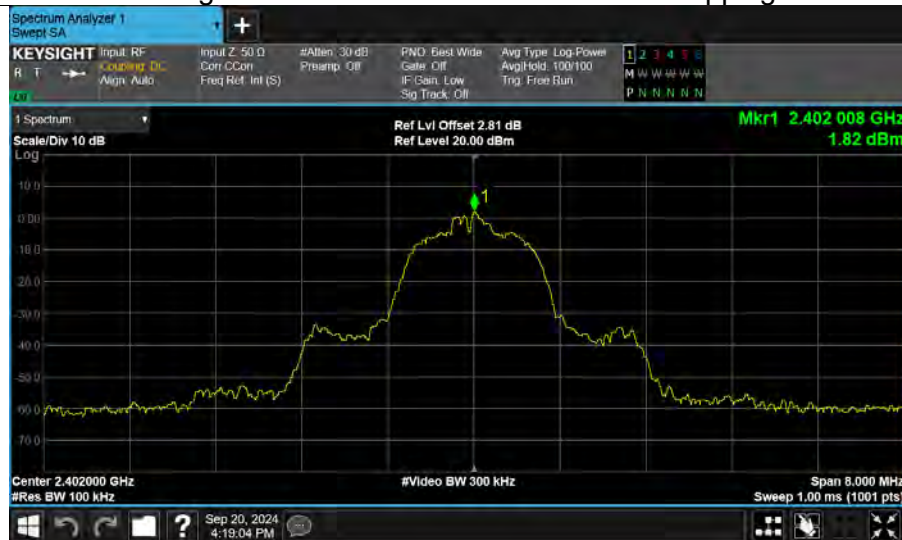 Spectrum Analyzer 1
Swept SA
+
KEYSIGHT Input: RF Input Z: 50 Ω #Atten: 30 dB PNO: Best Wide Avg Type: Log-Power 1 2 3 4 5 6
R T Coupling: DC Corr CCorr Preamp: Off Gate: Off Avg|Hold: 100/100 M W W W W W
Align: Auto Freq Ref: Int (S) IF Gain: Low Trig: Free Run
Sig Track: Off P N N N N N N
1 Spectrum Ref Lvl Offset 2.81 dB Mkr1 2.402 008 GHz
Scale/Div 10 dB Ref Level 20.00 dBm 1.82 dBm
Log
10.0
1
0.00
-10.0
-20.0
-30.0
-40.0
-50.0
-60.0
-70.0
Center 2.402000 GHz #Video BW 300 kHz Span 8.000 MHz
#Res BW 100 kHz Sweep 1.00 ms (1001 pts)
? Sep 20, 2024
4:19:04 PM